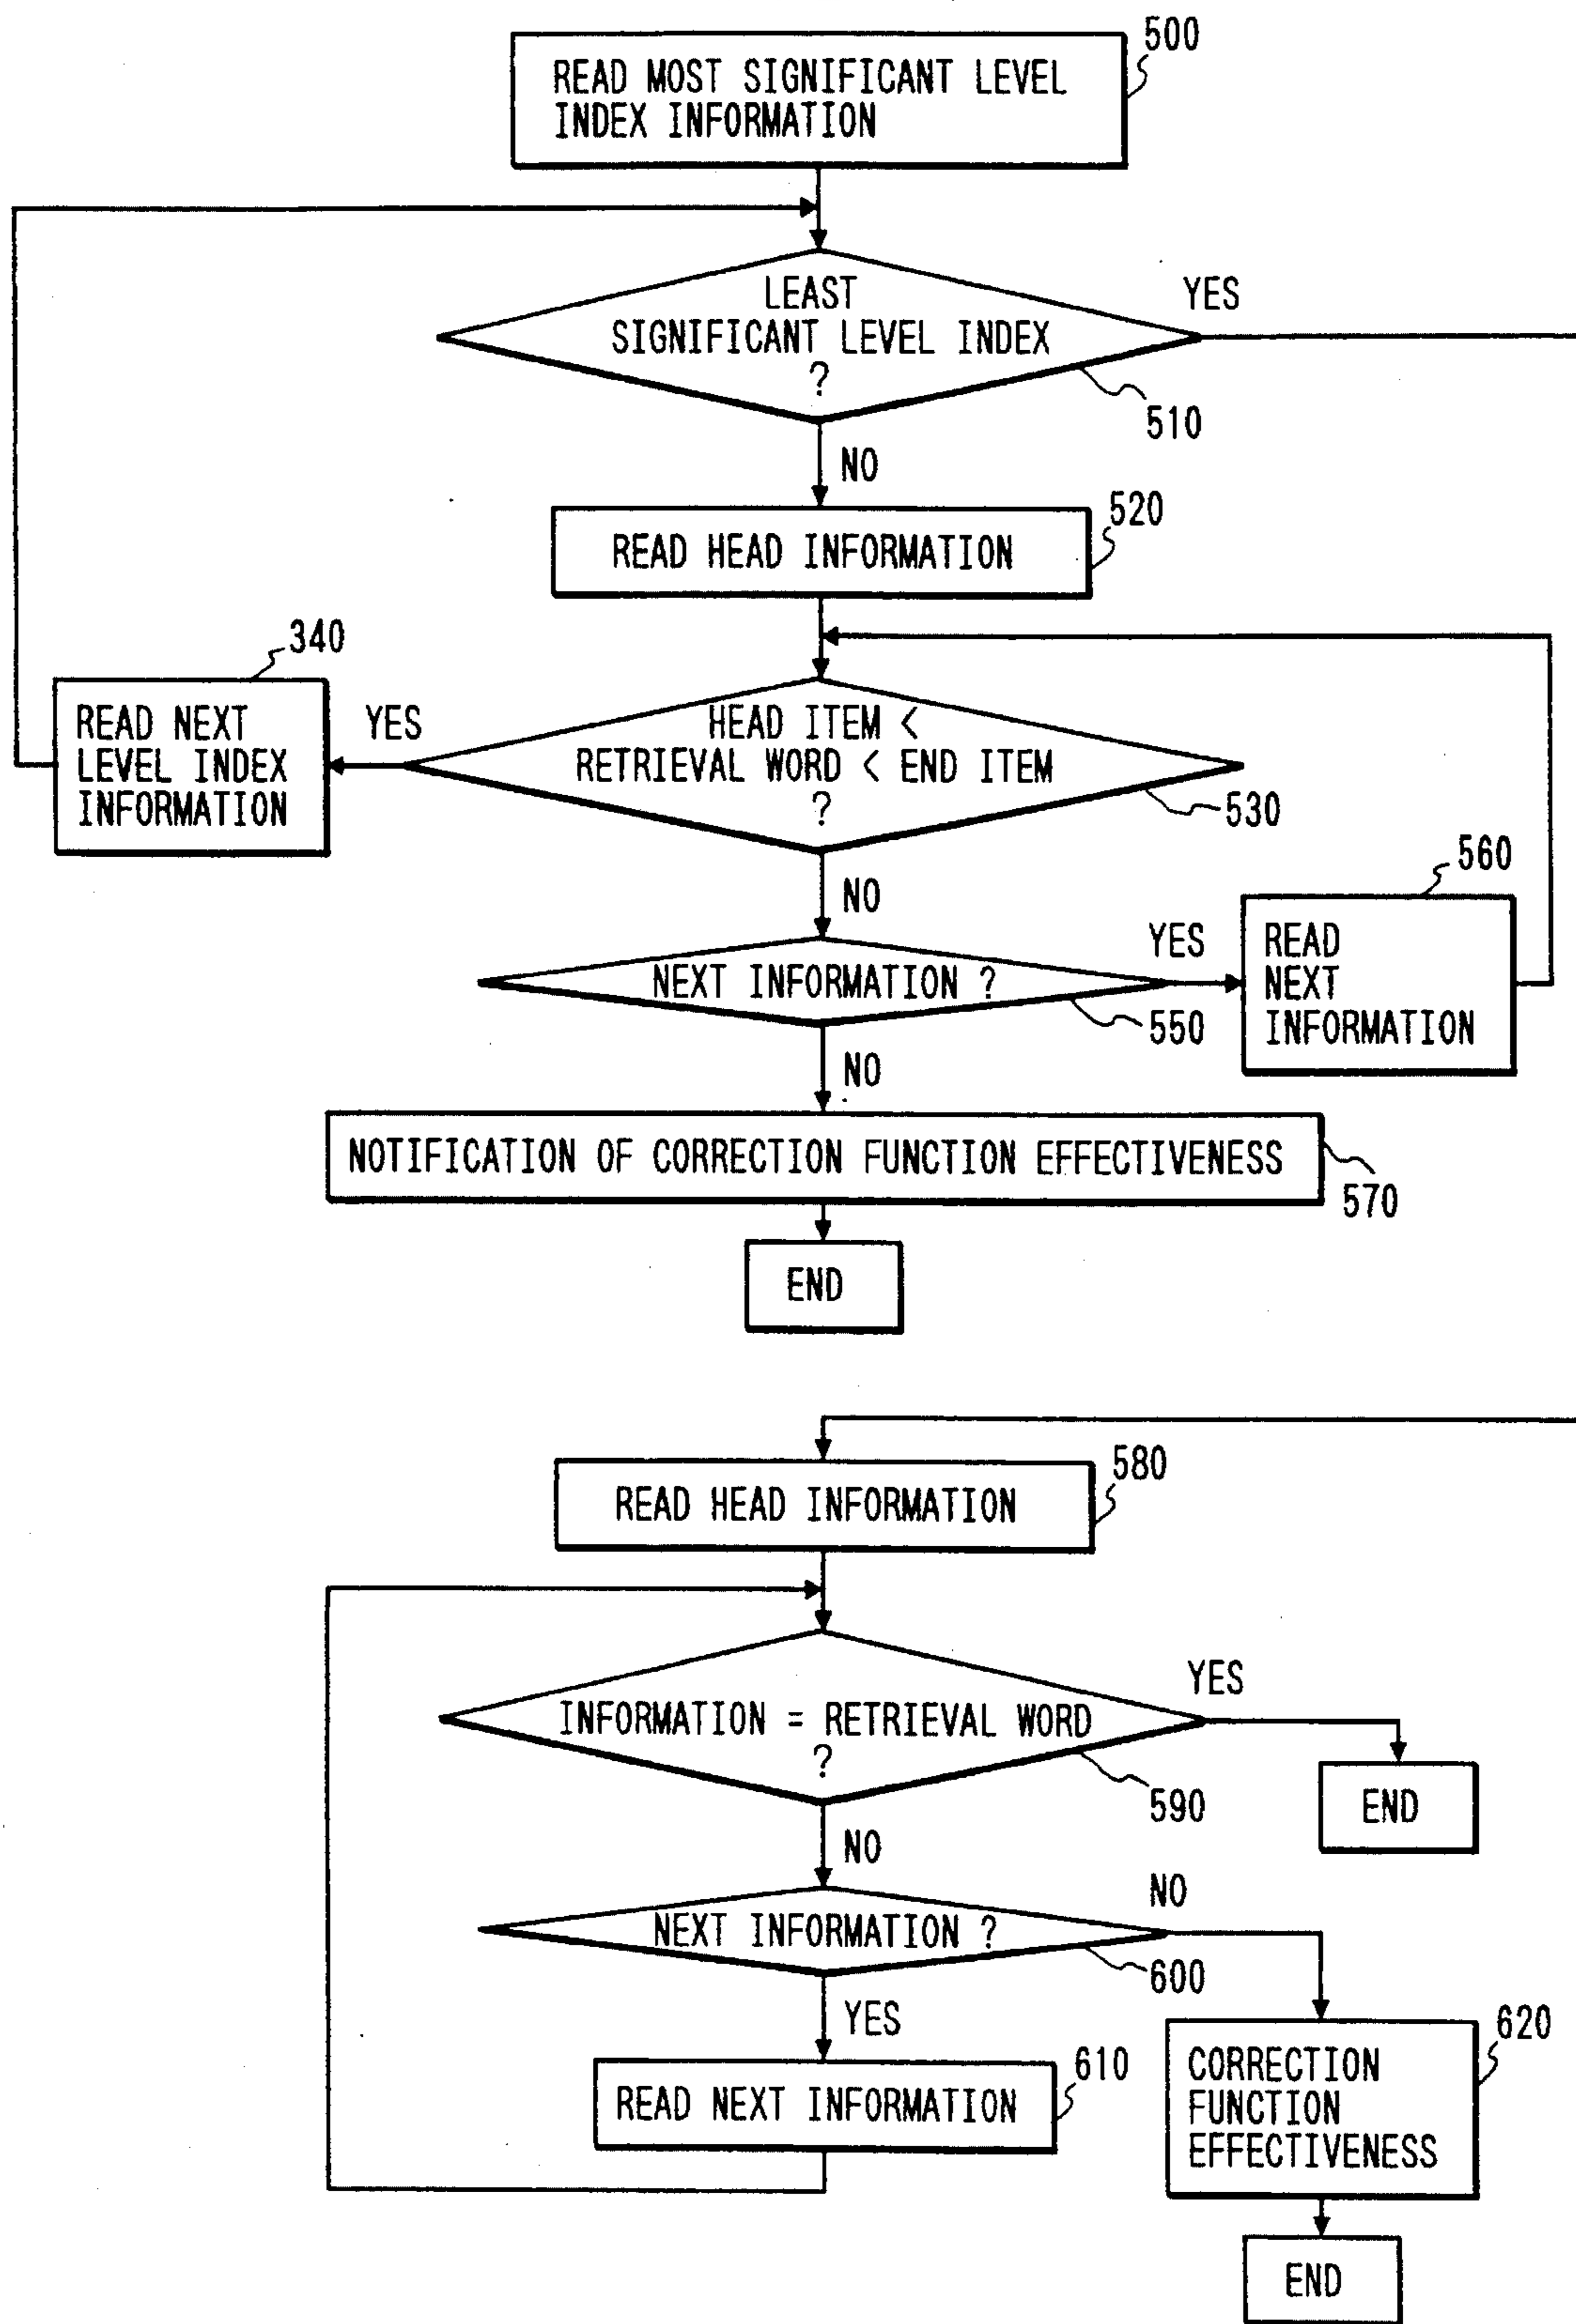 500
READ MOST SIGNIFICANT LEVEL
INDEX INFORMATION
LEAST
SIGNIFICANT LEVEL INDEX
?
YES
510
NO
520
READ HEAD INFORMATION
340
READ NEXT
LEVEL INDEX
INFORMATION
YES
HEAD ITEM <
RETRIEVAL WORD < END ITEM
?
530
NO
560
YES
READ
NEXT
INFORMATION
NEXT INFORMATION ?
550
NO
NOTIFICATION OF CORRECTION FUNCTION EFFECTIVENESS
570
END
580
READ HEAD INFORMATION
YES
INFORMATION = RETRIEVAL WORD
?
590
END
NO
NO
NEXT INFORMATION ?
600
YES
610
READ NEXT INFORMATION
620
CORRECTION
FUNCTION
EFFECTIVENESS
END